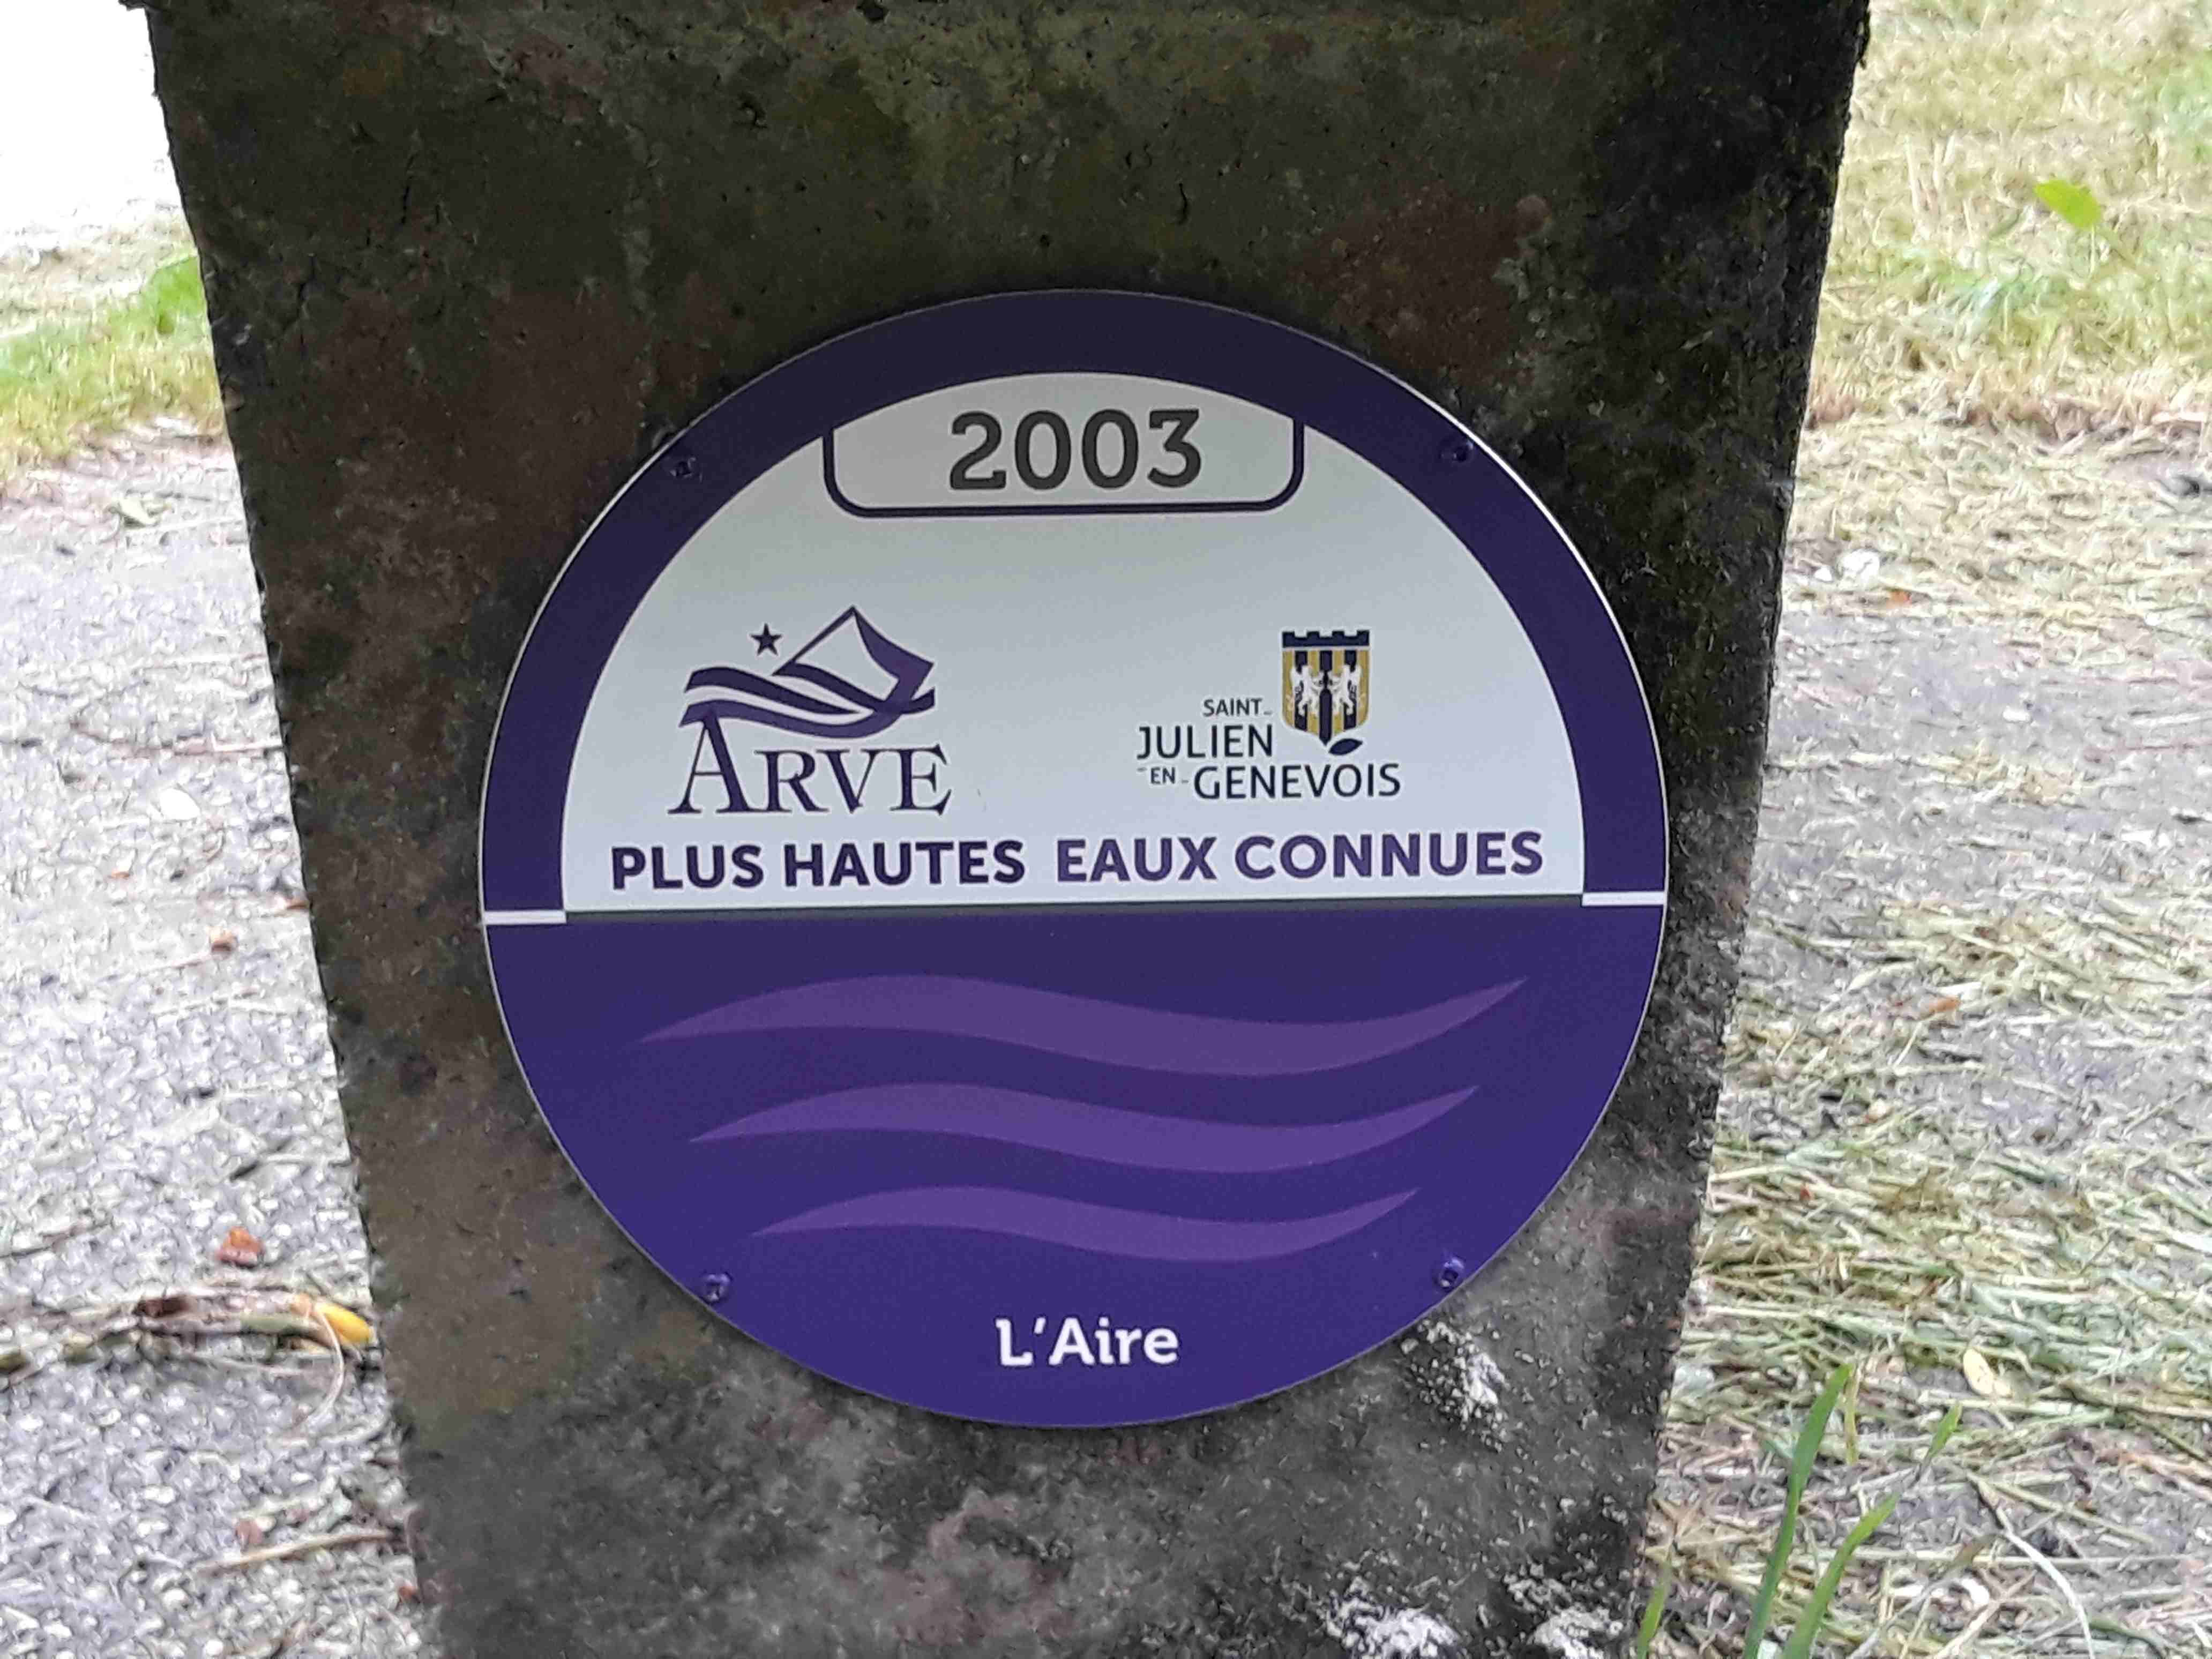 2003
ARVE
SAINT-
JULIEN
-EN-GENEVOIS
PLUS HAUTES EAUX CONNUES
L'Aire